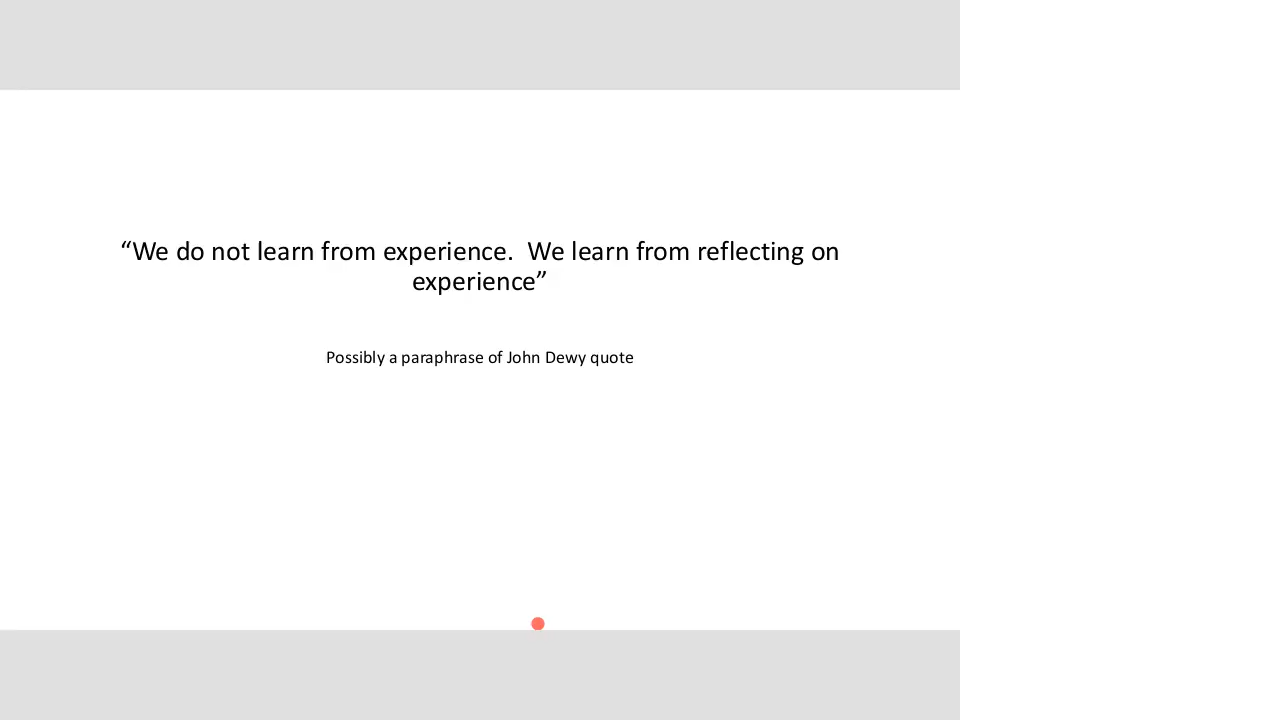 “We do not learn from experience.  We learn from reflecting on
experience”
Possibly a paraphrase of John Dewy quote